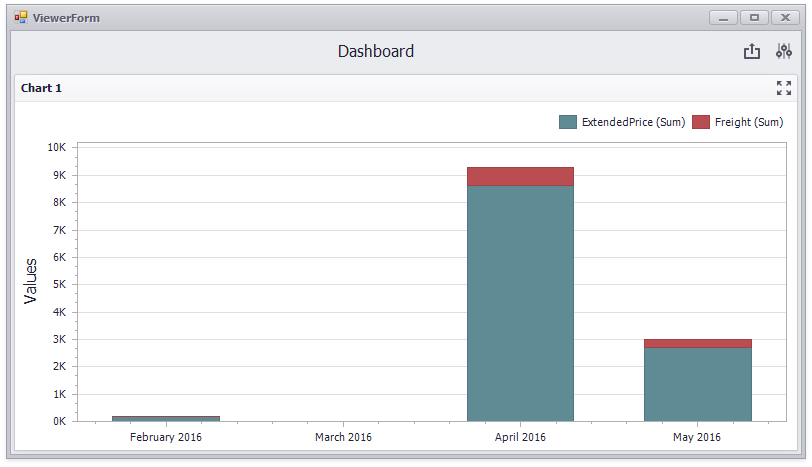 ViewerForm
Dashboard
Chart 1
ExtendedPrice (Sum) Freight (Sum)
10K
9K
8K
7K
6K
5K
4K
3K
2K
1K
0K
Values
February 2016 March 2016 April 2016 May 2016